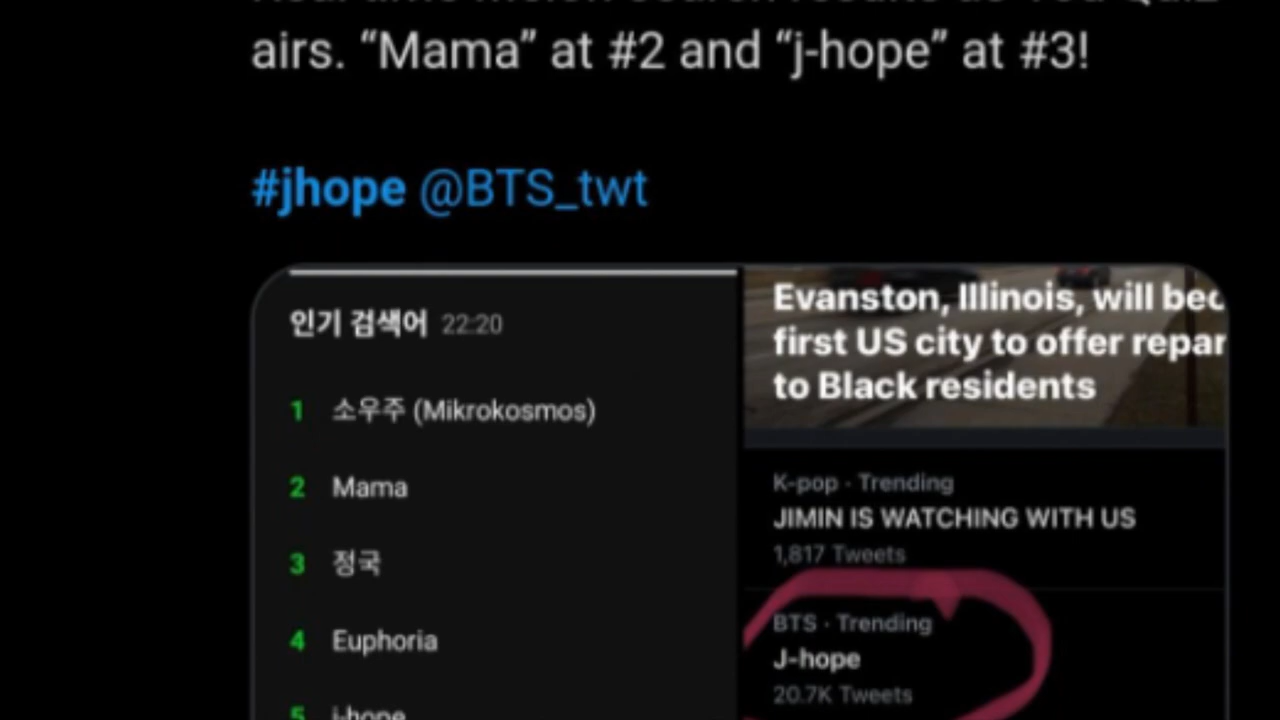 airs. “Mama” at #2 and “j-hope” at #3!
#jhope @BTS_twt
인기 검색어 22:20
1 소우주 (Mikrokosmos)
2 Mama
3 정국
4 Euphoria
5 j-hope
Evanston, Illinois, will bec
first US city to offer repar
to Black residents
K-pop · Trending
JIMIN IS WATCHING WITH US
1,817 Tweets
BTS · Trending
J-hope
20.7K Tweets